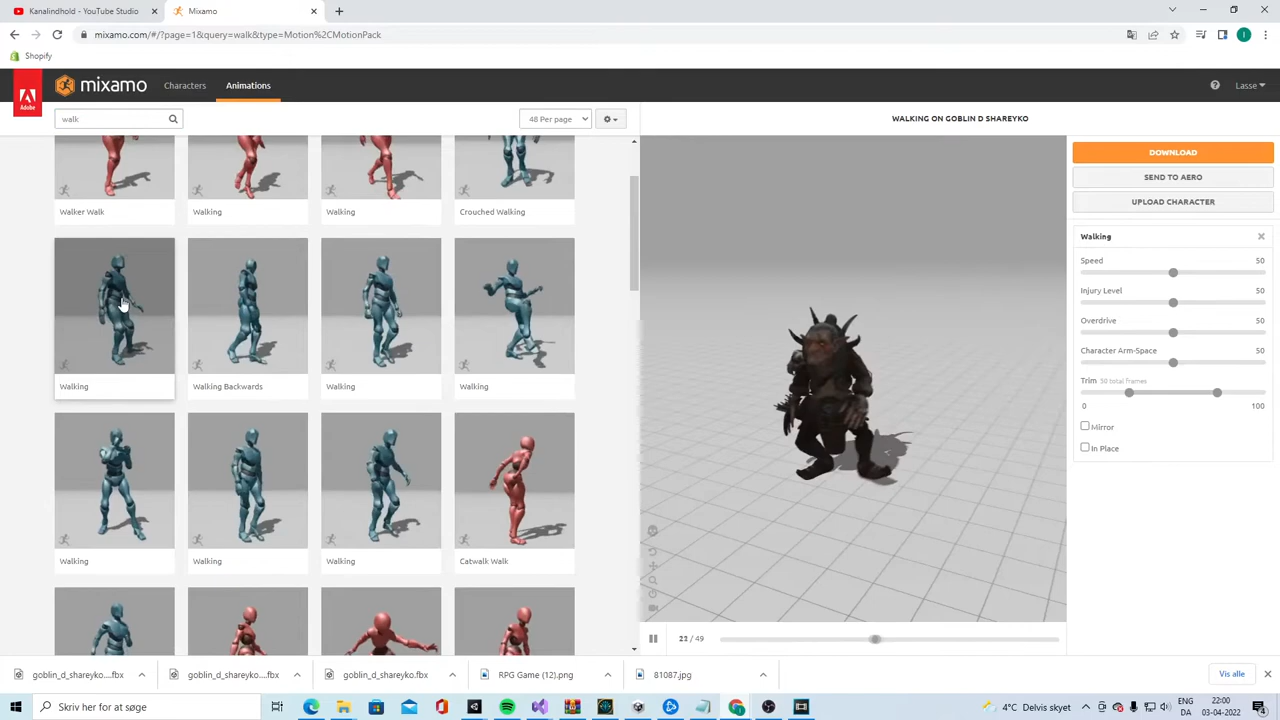 Kanalindhold - YouTube Studio
Mixamo
mixamo.com/#/?page=1&query=walk&type=Motion%2CMotionPack
Shopify
Adobe
mixamo
Characters
Animations
Lasse
walk
48 Per page
WALKING ON GOBLIN D SHAREYKO
DOWNLOAD
SEND TO AERO
UPLOAD CHARACTER
Walker Walk
Walking
Walking
Crouched Walking
Walking
Walking Backwards
Walking
Walking
Walking
Walking
Walking
Catwalk Walk
Walking
Speed
50
Injury Level
50
Overdrive
50
Character Arm-Space
50
Trim 50 total frames
0
100
Mirror
In Place
/ 49
goblin_d_shareyko....fbx
goblin_d_shareyko....fbx
goblin_d_shareyko....fbx
RPG Game (12).png
81087.jpg
Vis alle
Skriv her for at søge
4°C Delvis skyet
ENG
DA
22:00
03-04-2022